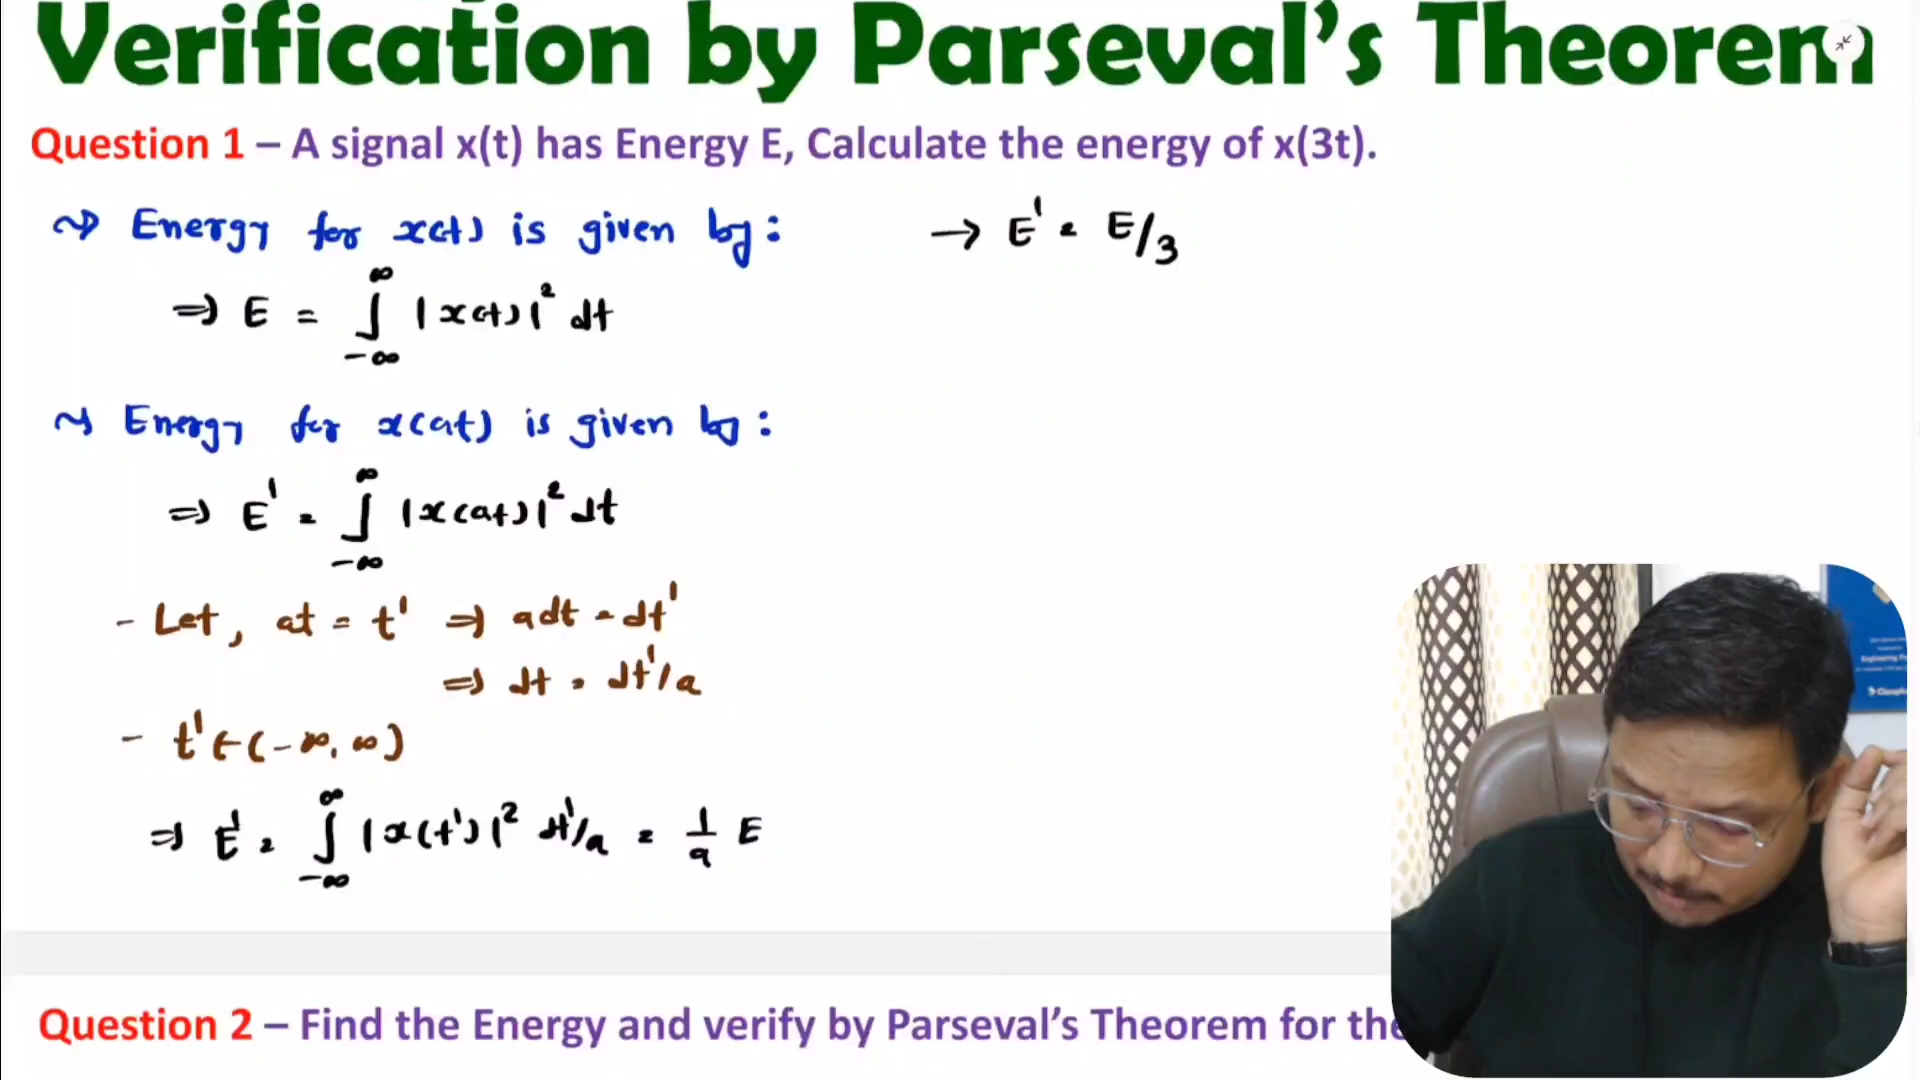 Verification by Parseval's Theorem
Question 1 – A signal x(t) has Energy E, Calculate the energy of x(3t).
~> Energy for x(t) is given by:
⇒ E = ∫_{-∞}^{∞} |x(t)|² dt
~> Energy for x(at) is given by:
⇒ E' = ∫_{-∞}^{∞} |x(at)|² dt
- Let, at = t' ⇒ adt = dt'
⇒ dt = dt'/a
- t' ← (-∞, ∞)
⇒ E' = ∫_{-∞}^{∞} |x(t')|² dt'/a = 1/a E
→ E' = E/3
Question 2 – Find the Energy and verify by Parseval's Theorem for the